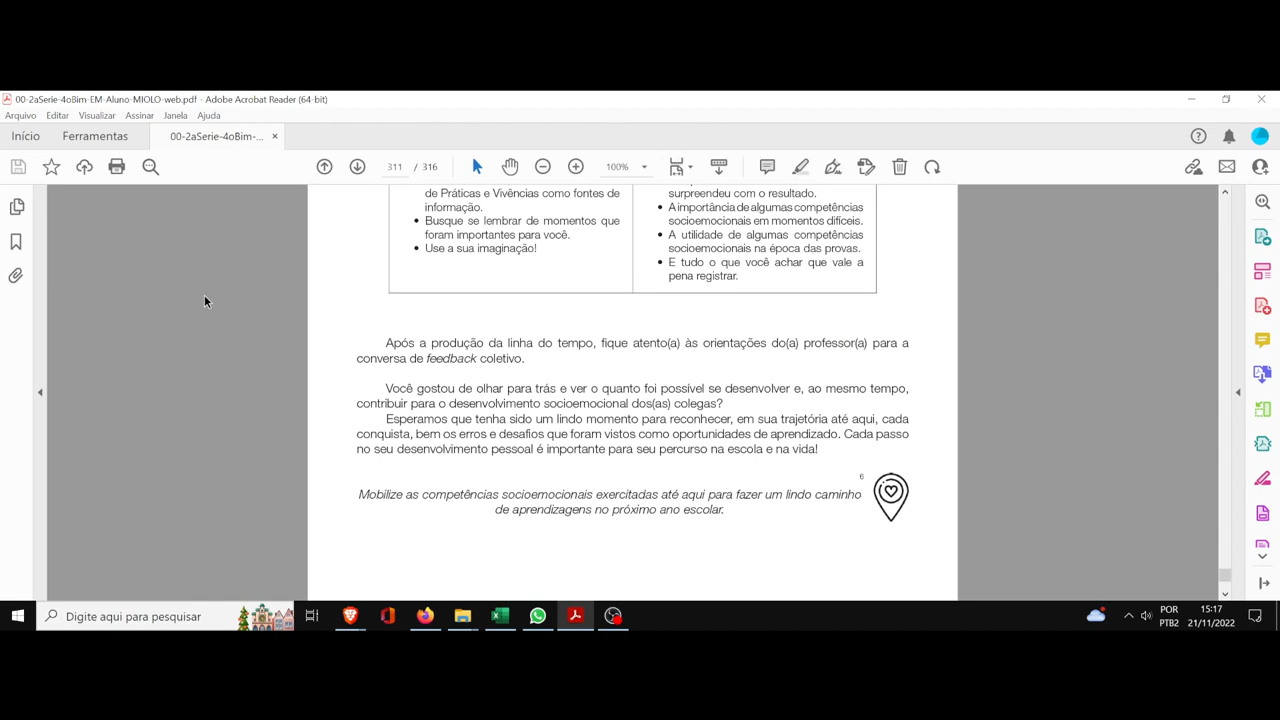 00-2aSerie-4oBim-EM-Aluno-MIOLO-web.pdf - Adobe Acrobat Reader (64-bit)
Arquivo Editar Visualizar Assinar Janela Ajuda
Início Ferramentas 00-2aSerie-4oBim-... ×
311 / 316 100%
de Práticas e Vivências como fontes de
informação.
• Busque se lembrar de momentos que
foram importantes para você.
• Use a sua imaginação!
surpreendeu com o resultado.
• A importância de algumas competências
socioemocionais em momentos difíceis.
• A utilidade de algumas competências
socioemocionais na época das provas.
• E tudo o que você achar que vale a
pena registrar.
Após a produção da linha do tempo, fique atento(a) às orientações do(a) professor(a) para a
conversa de feedback coletivo.
Você gostou de olhar para trás e ver o quanto foi possível se desenvolver e, ao mesmo tempo,
contribuir para o desenvolvimento socioemocional dos(as) colegas?
Esperamos que tenha sido um lindo momento para reconhecer, em sua trajetória até aqui, cada
conquista, bem os erros e desafios que foram vistos como oportunidades de aprendizado. Cada passo
no seu desenvolvimento pessoal é importante para seu percurso na escola e na vida!
6
Mobilize as competências socioemocionais exercitadas até aqui para fazer um lindo caminho
de aprendizagens no próximo ano escolar.
Digite aqui para pesquisar
POR
PTB2
15:17
21/11/2022